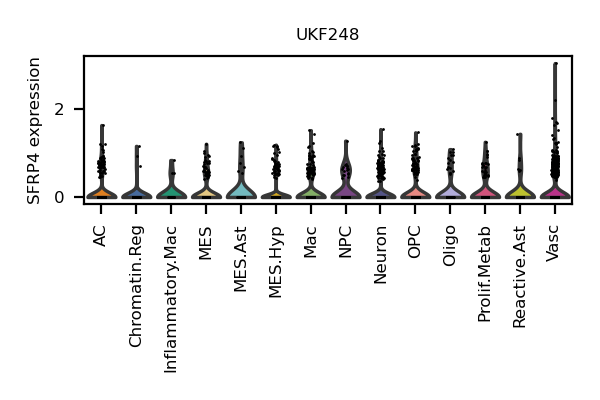 UKF248
SFRP4 expression
2
0
AC
Chromatin.Reg
Inflammatory.Mac
MES
MES.Ast
MES.Hyp
Mac
NPC
Neuron
OPC
Oligo
Prolif.Metab
Reactive.Ast
Vasc